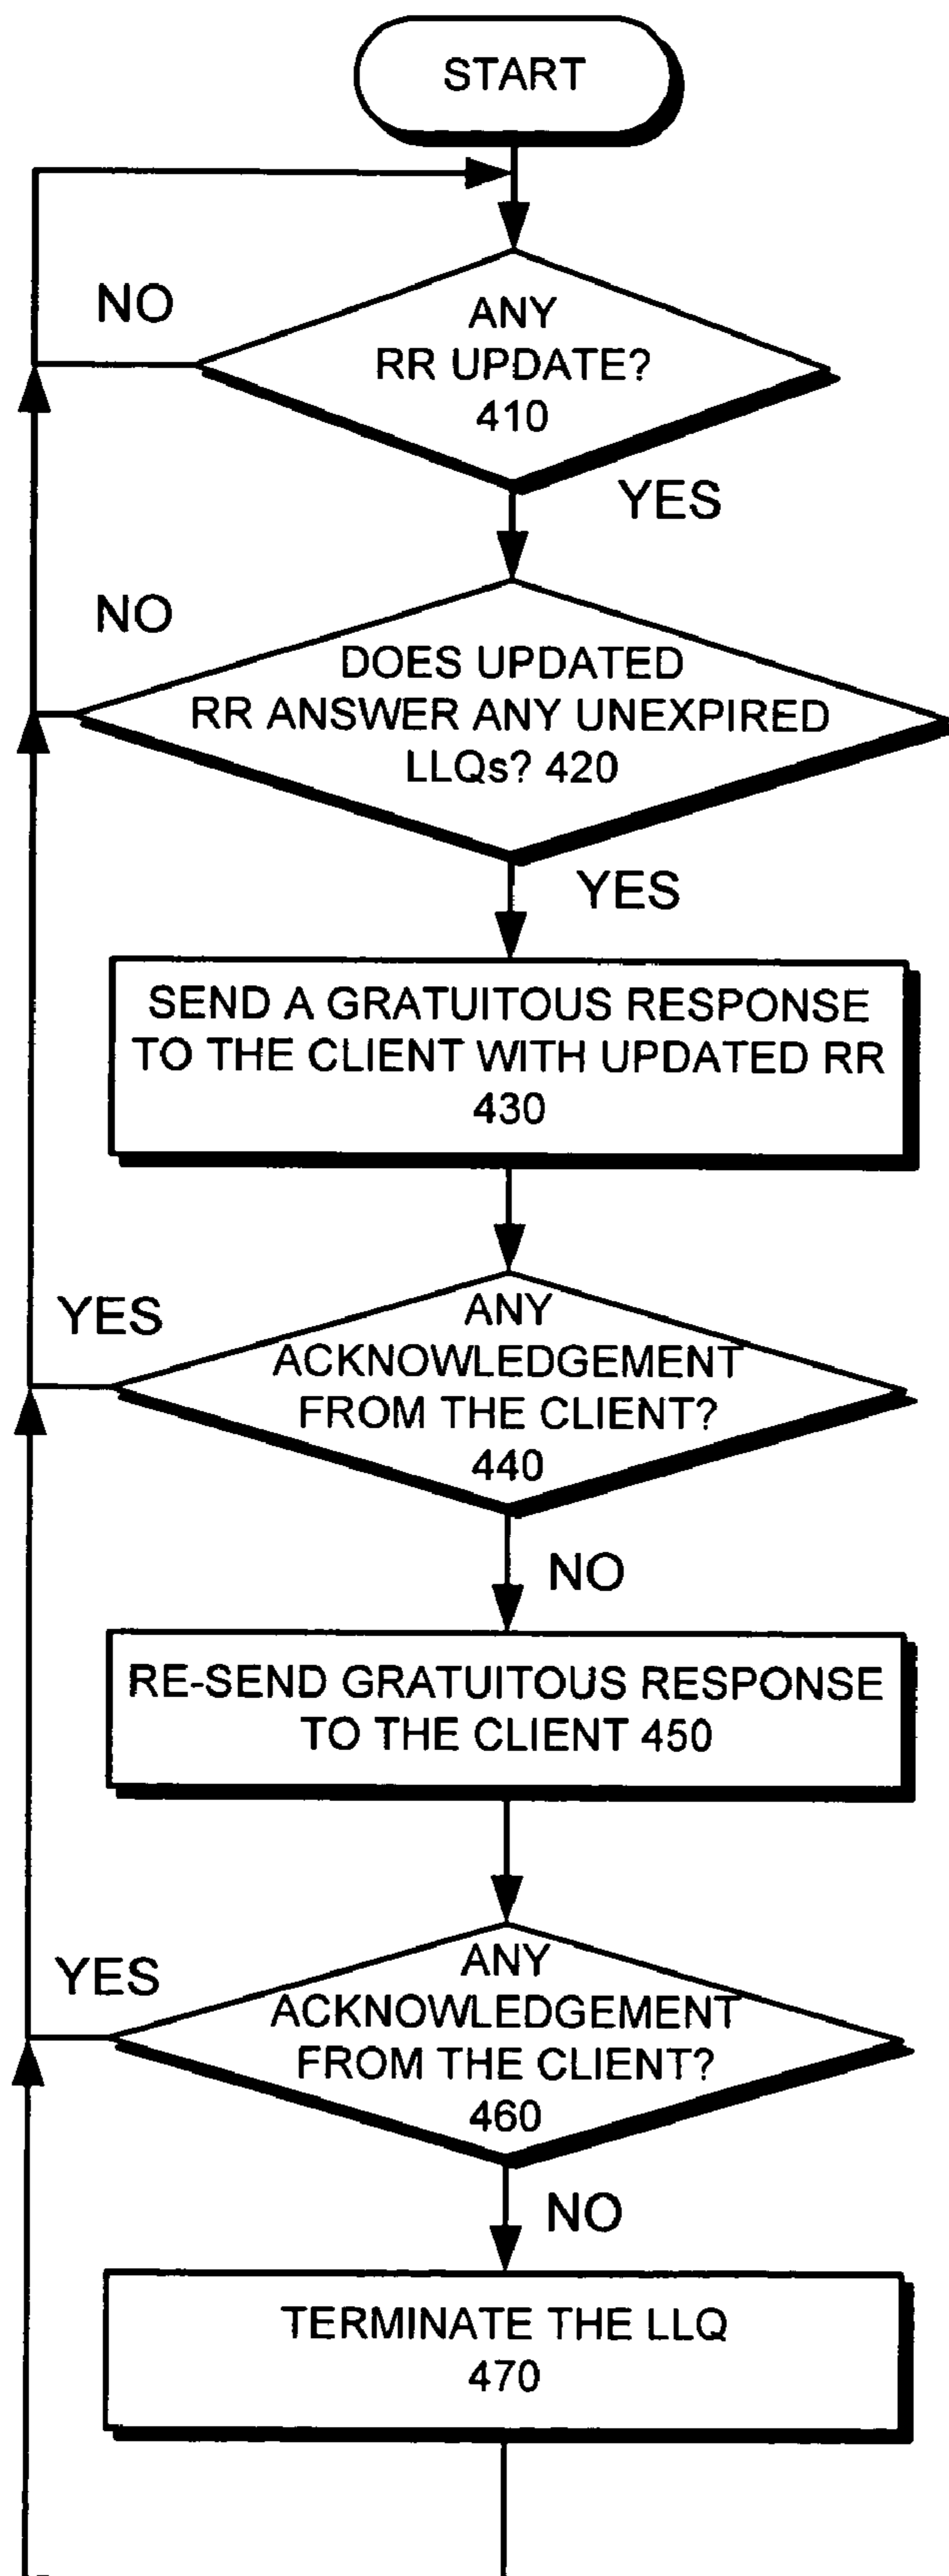 START
NO
ANY
RR UPDATE?
410
YES
NO
DOES UPDATED
RR ANSWER ANY UNEXPIRED
LLQs? 420
YES
SEND A GRATUITOUS RESPONSE
TO THE CLIENT WITH UPDATED RR
430
YES
ANY
ACKNOWLEDGEMENT
FROM THE CLIENT?
440
NO
RE-SEND GRATUITOUS RESPONSE
TO THE CLIENT 450
YES
ANY
ACKNOWLEDGEMENT
FROM THE CLIENT?
460
NO
TERMINATE THE LLQ
470